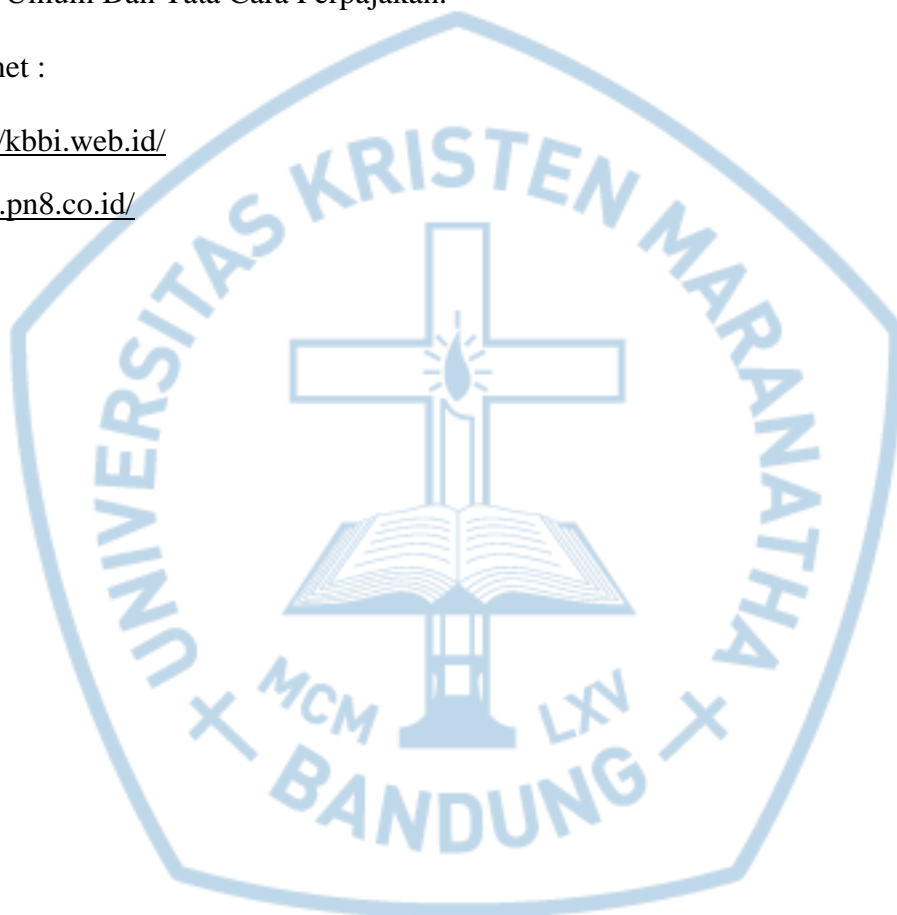 Umum Dan Tata Cara Perpajakan.
net :
/kbbi.web.id/
.pn8.co.id/
UNIVERSITAS KRISTEN MARANATHA
MCM LXV
BANDUNG